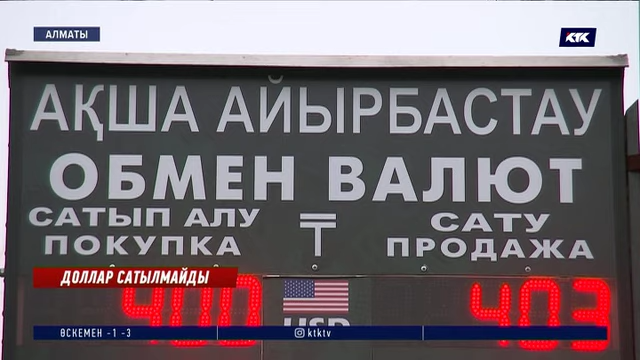 АЛМАТЫ
КТК
АҚША АЙЫРБАСТАУ
ОБМЕН ВАЛЮТ
САТЫП АЛУ ₸ САТУ
ПОКУПКА ПРОДАЖА
ДОЛЛАР САТЫЛМАЙДЫ
400 USD 403
ӨСКЕМЕН -1 -3 ktktv